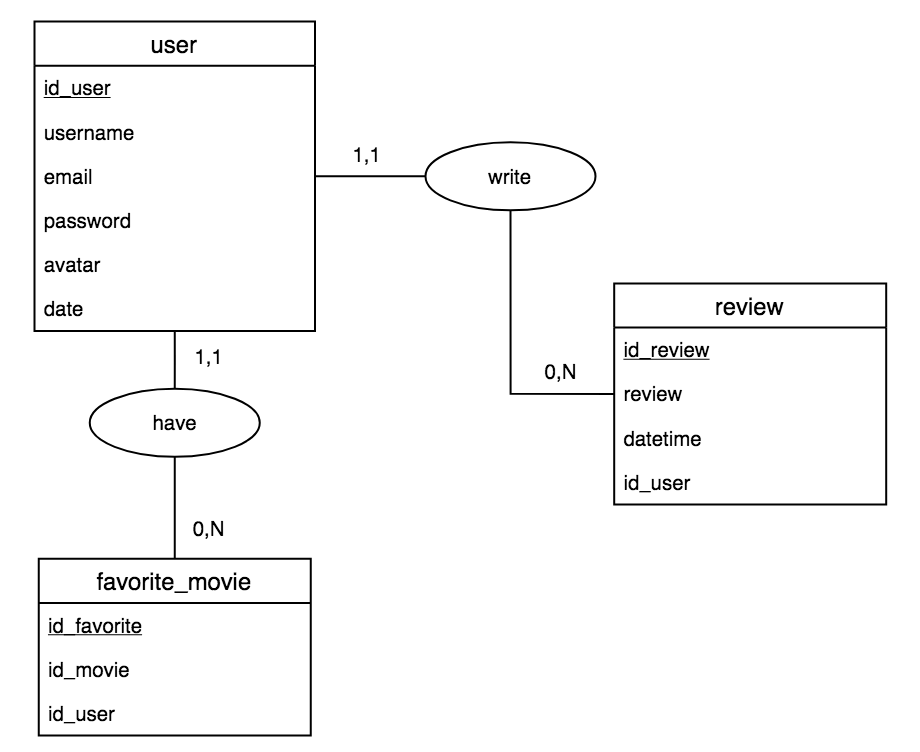 user
id_user
username
email
password
avatar
date
1,1
write
0,N
review
id_review
review
datetime
id_user
1,1
have
0,N
favorite_movie
id_favorite
id_movie
id_user